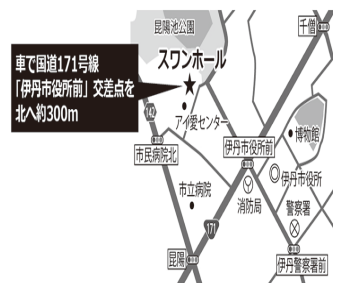 昆陽池公園
千僧
車で国道171号線
「伊丹市役所前」交差点を
北へ約300m
スワンホール
アイ愛センター
142
博物館
市民病院北
伊丹市役所前
伊丹市役所
市立病院
消防局
警察署
171
昆陽
伊丹警察署前